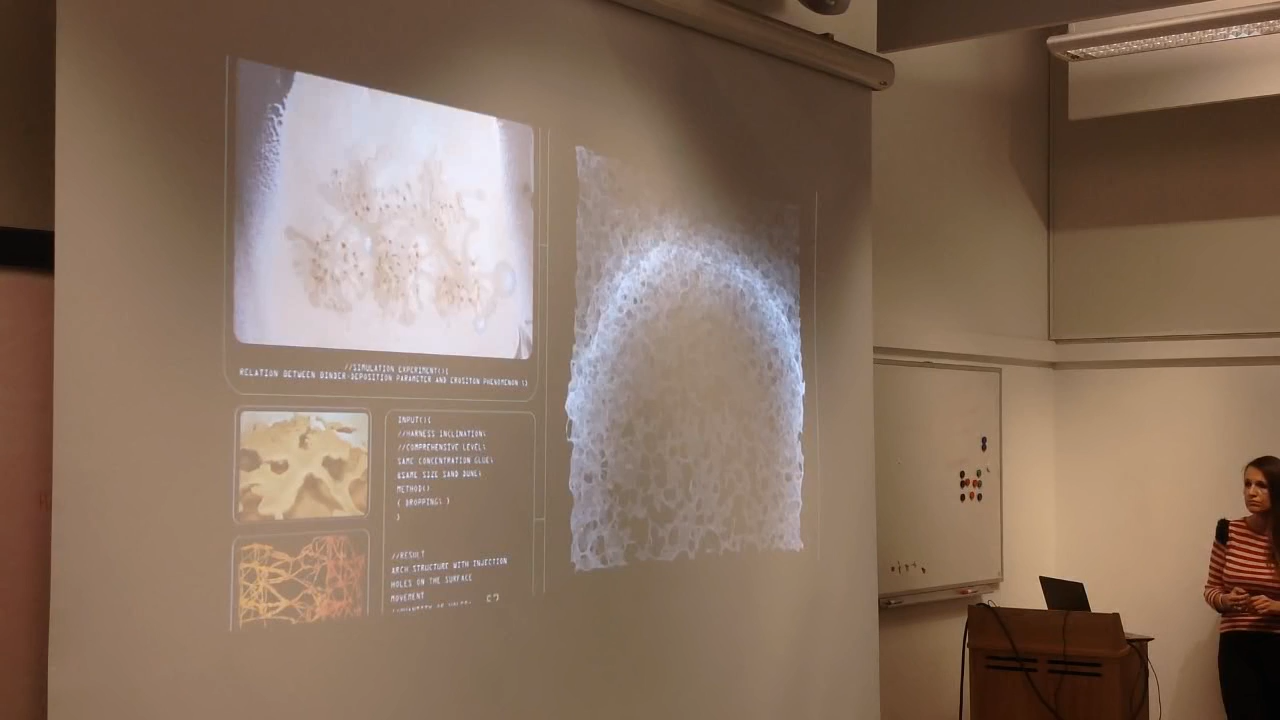 //SIMULATION EXPERIMENT(){
RELATION BETWEEN BINDER-DEPOSITION PARAMETER AND EROSITON PHENOMENON
INPUT(){
//HARNESS INCLINATION;
//COMPREHENSIVE LEVEL;
SAME CONCENTRATION GLUE;
&SAME SIZE SAND DUNE;
METHOD()
{ DROPPING; }
}
//RESULT
ARCH STRUCTURE WITH INJECTION
HOLES ON THE SURFACE
MOVEMENT